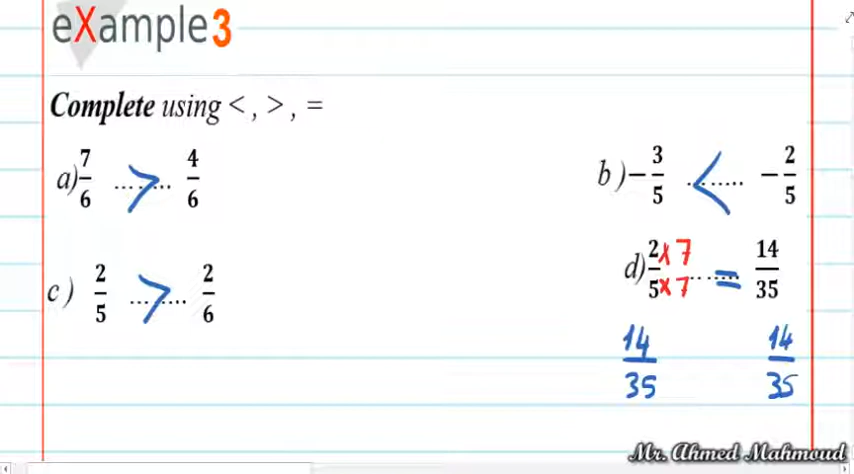 eXample3
Complete using < , > , =
a) 7/6 ....>.... 4/6
b ) - 3/5 ....<.... - 2/5
c ) 2/5 ....>.... 2/6
d) 2 x 7 / 5 x 7 ....=.... 14/35
14/35 14/35
Mr. Ahmed Mahmoud